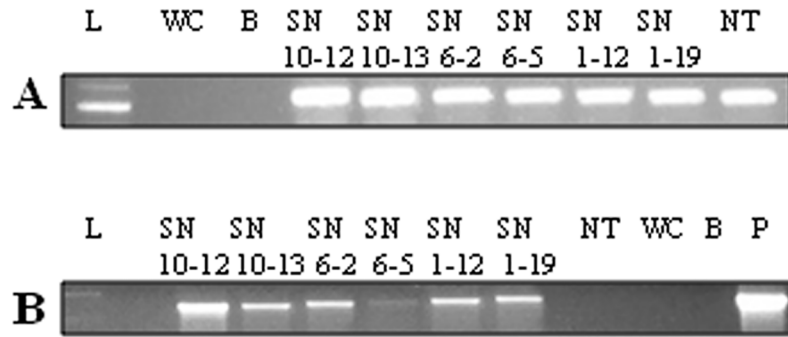 L WC B SN SN SN SN SN SN NT
10-12 10-13 6-2 6-5 1-12 1-19
A
L SN SN SN SN SN SN NT WC B P
10-12 10-13 6-2 6-5 1-12 1-19
B